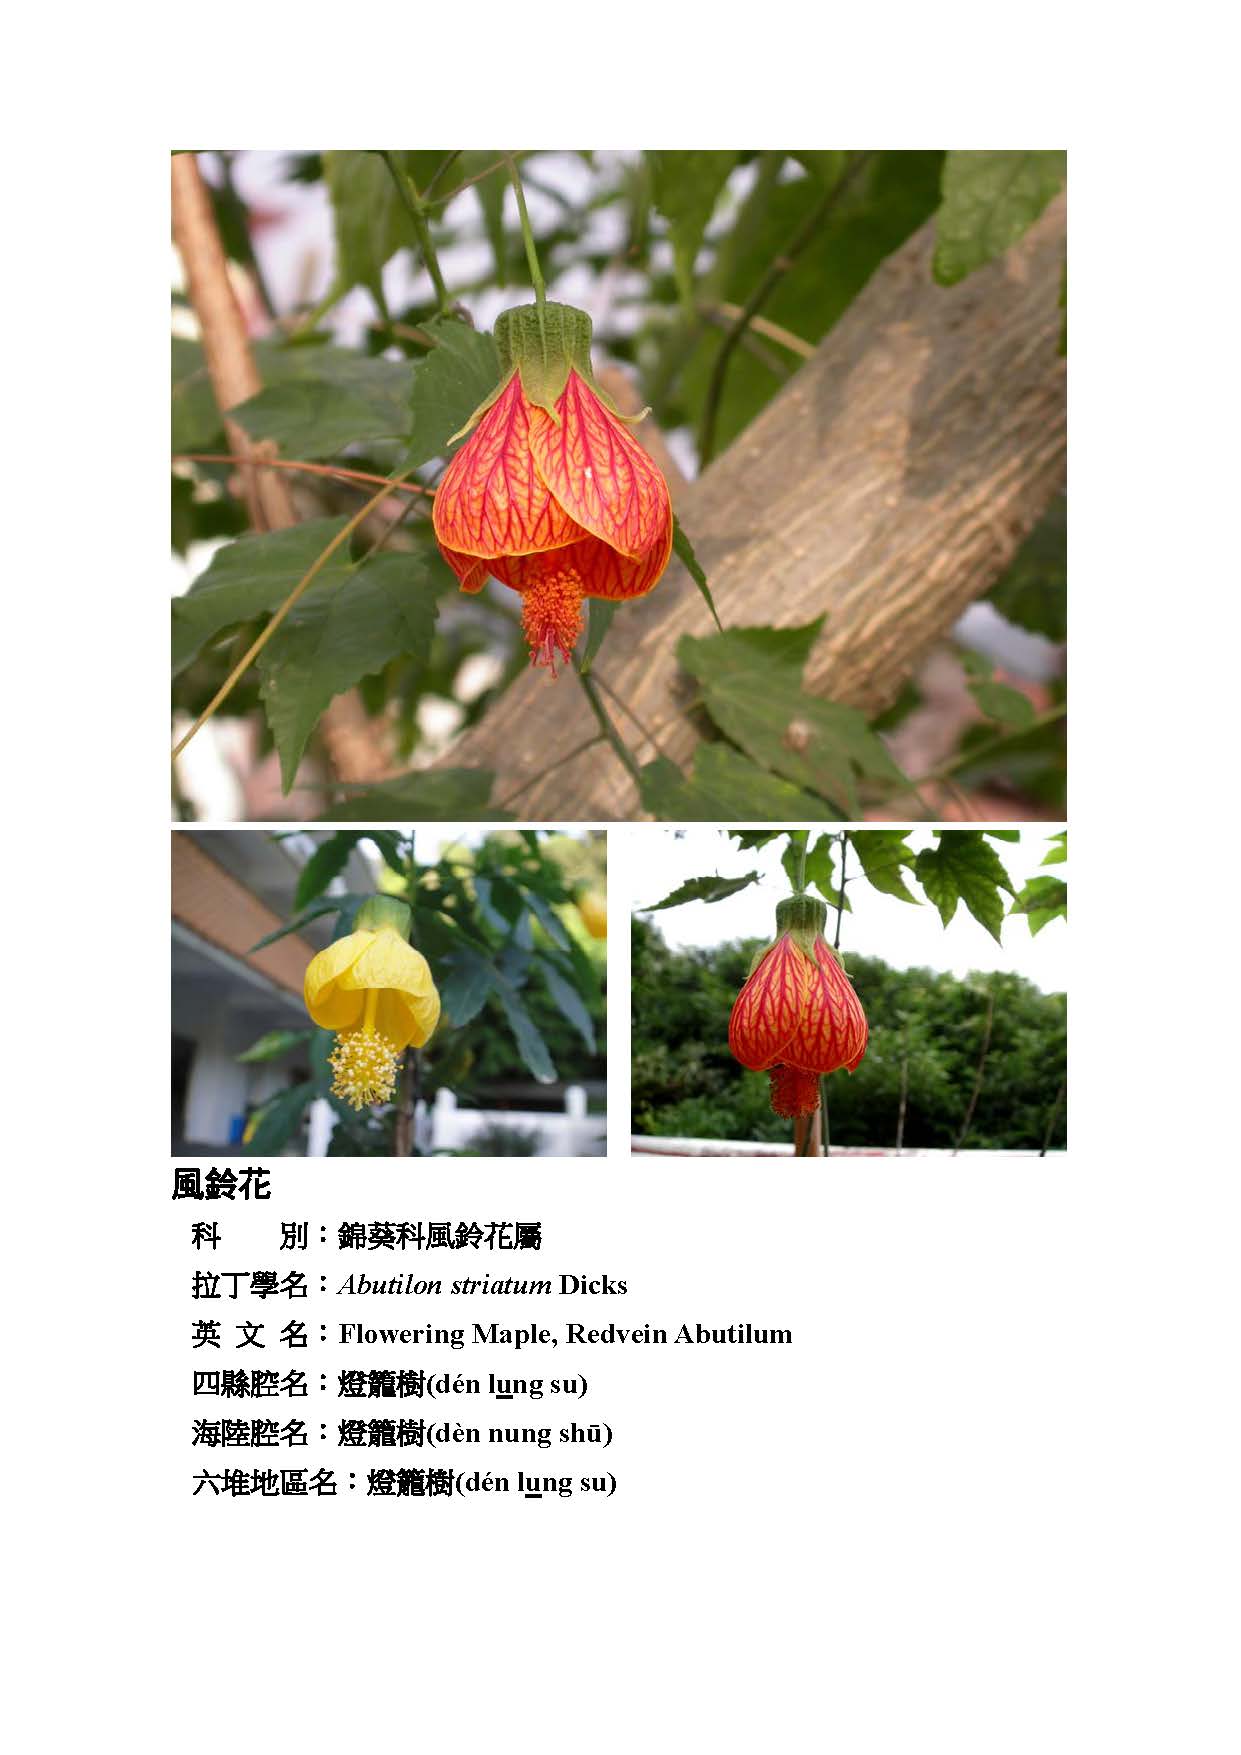 風鈴花
科　　別：錦葵科風鈴花屬
拉丁學名：Abutilon striatum Dicks
英 文 名：Flowering Maple, Redvein Abutilum
四縣腔名：燈籠樹(dén lung su)
海陸腔名：燈籠樹(dèn nung shū)
六堆地區名：燈籠樹(dén lung su)